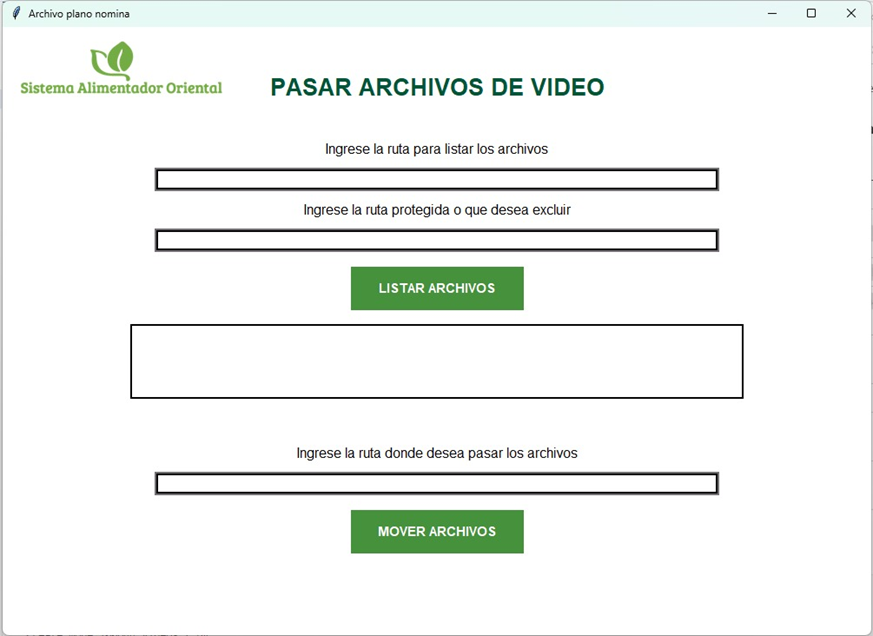 Archivo plano nomina
Sistema Alimentador Oriental
PASAR ARCHIVOS DE VIDEO
Ingrese la ruta para listar los archivos
Ingrese la ruta protegida o que desea excluir
LISTAR ARCHIVOS
Ingrese la ruta donde desea pasar los archivos
MOVER ARCHIVOS